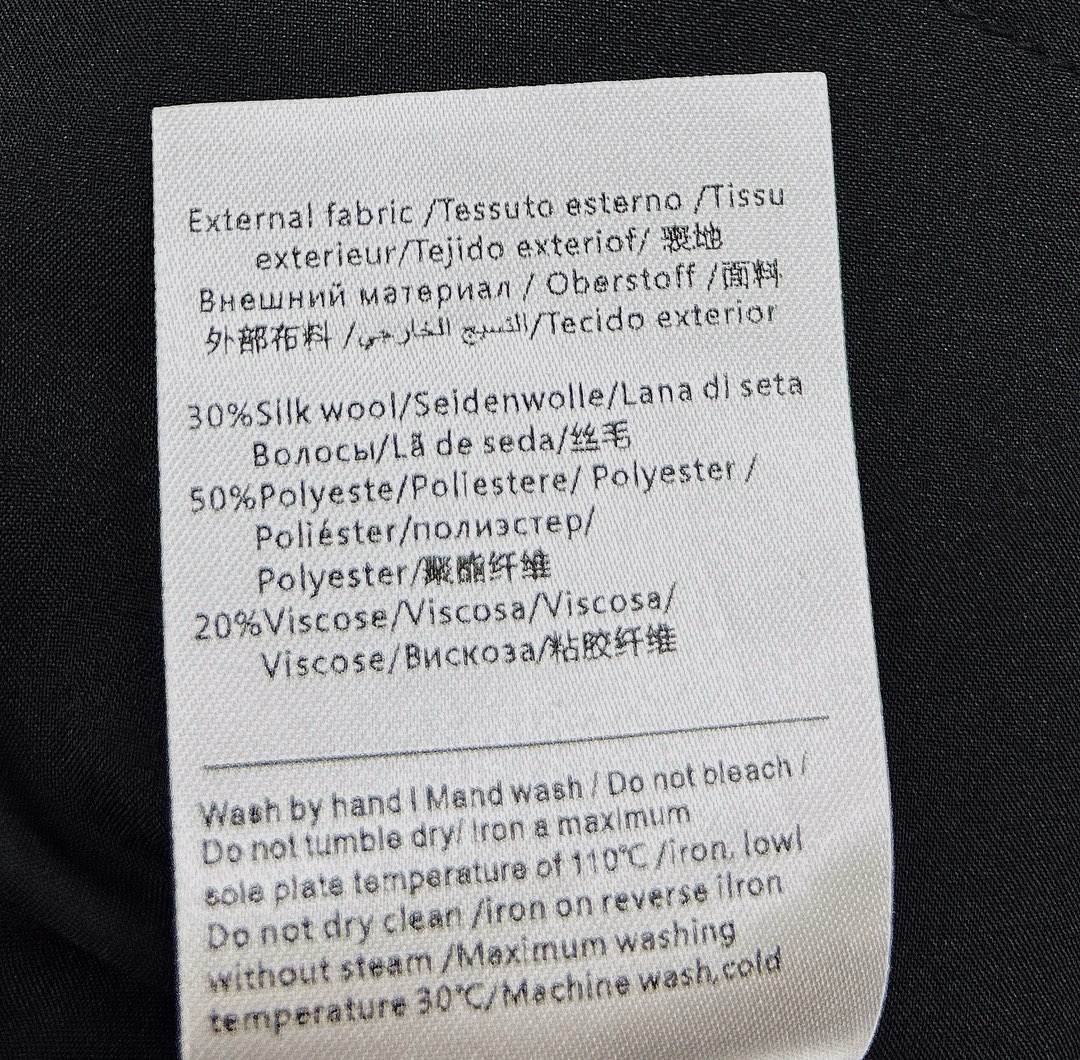 External fabric /Tessuto esterno /Tissu
exterieur/Tejido exteriof/ 地
Внешний материал / Oberstoff /面料
外部布料 /النسيج الخارجي/Tecido exterior
30%Silk wool/Seidenwolle/Lana di seta
Волосы/Lã de seda/丝毛
50%Polyeste/Poliestere/ Polyester /
Poliéster/полиэстер/
Polyester/聚酯纤维
20%Viscose/Viscosa/Viscosa/
Viscose/Вискоза/粘胶纤维
Wash by hand I Mand wash / Do not bleach /
Do not tumble dry/ Iron a maximum
sole plate temperature of 110℃ /iron, lowl
Do not dry clean /iron on reverse iIron
without steam /Maximum washing
temperature 30℃/Machine wash,cold